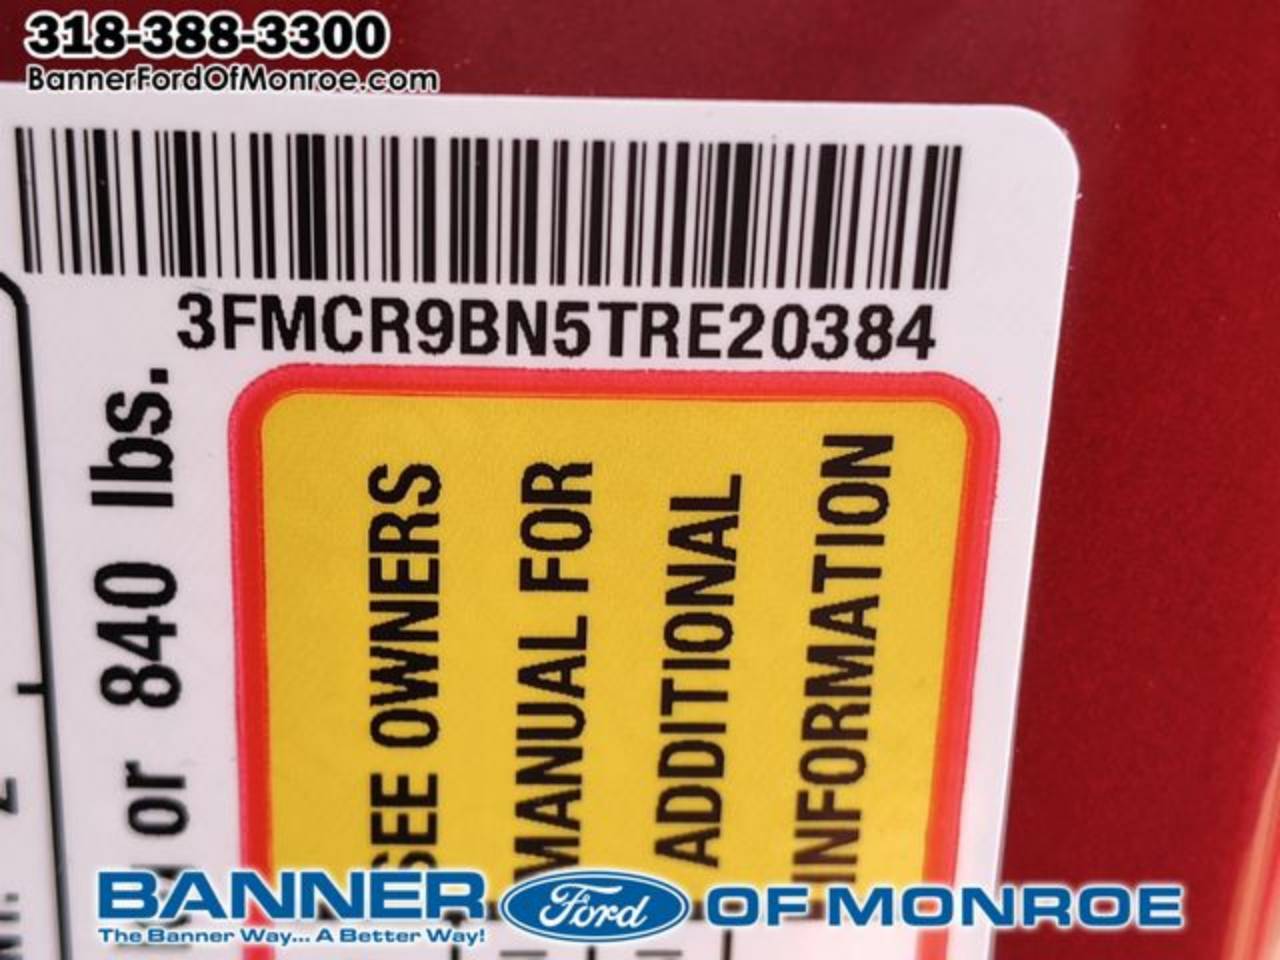 318-388-3300
BannerFordOfMonroe.com
3FMCR9BN5TRE20384
or 840 lbs.
SEE OWNERS
MANUAL FOR
ADDITIONAL
INFORMATION
BANNER Ford OF MONROE
The Banner Way... A Better Way!